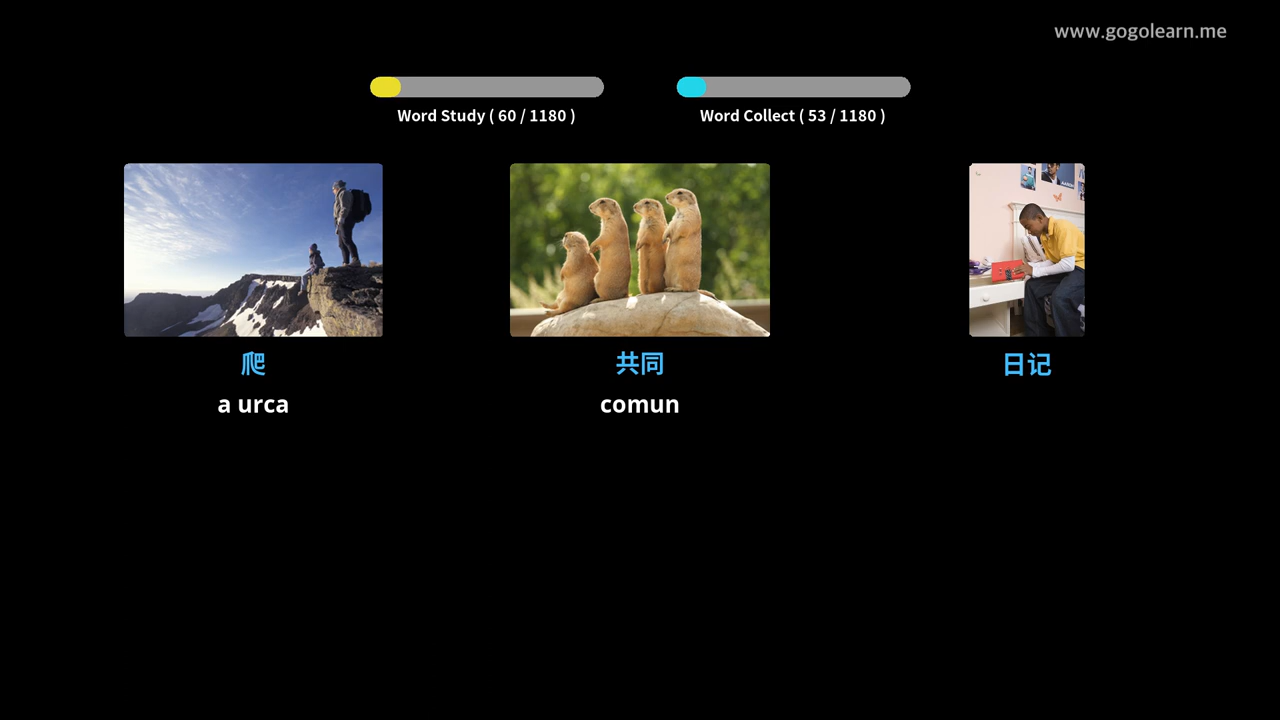 www.gogolearn.me
Word Study ( 60 / 1180 )
Word Collect ( 53 / 1180 )
爬
共同
日记
a urca
comun